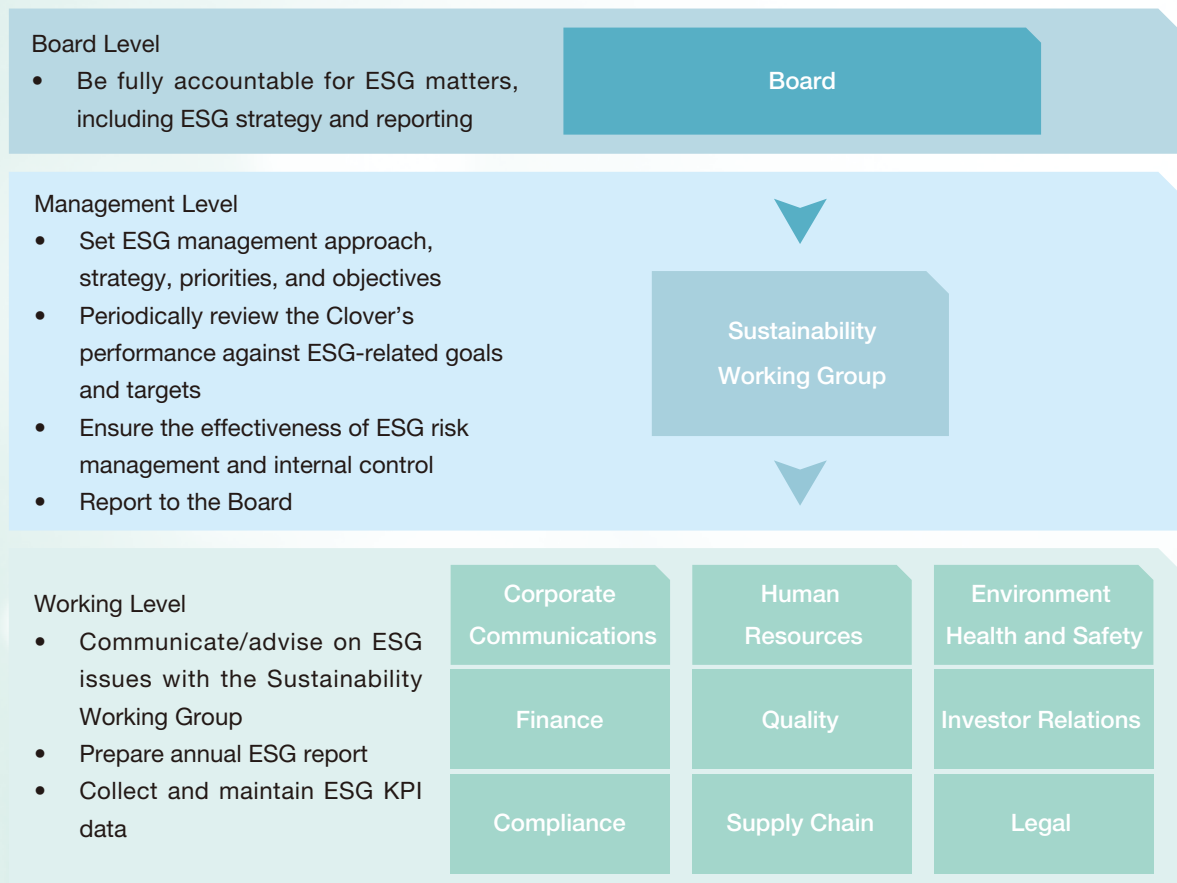 Board Level
• Be fully accountable for ESG matters,
including ESG strategy and reporting
Board
Management Level
• Set ESG management approach,
strategy, priorities, and objectives
• Periodically review the Clover’s
performance against ESG-related goals
and targets
• Ensure the effectiveness of ESG risk
management and internal control
• Report to the Board
Sustainability
Working Group
Working Level
• Communicate/advise on ESG
issues with the Sustainability
Working Group
• Prepare annual ESG report
• Collect and maintain ESG KPI
data
Corporate
Communications
Human
Resources
Environment
Health and Safety
Finance
Quality
Investor Relations
Compliance
Supply Chain
Legal